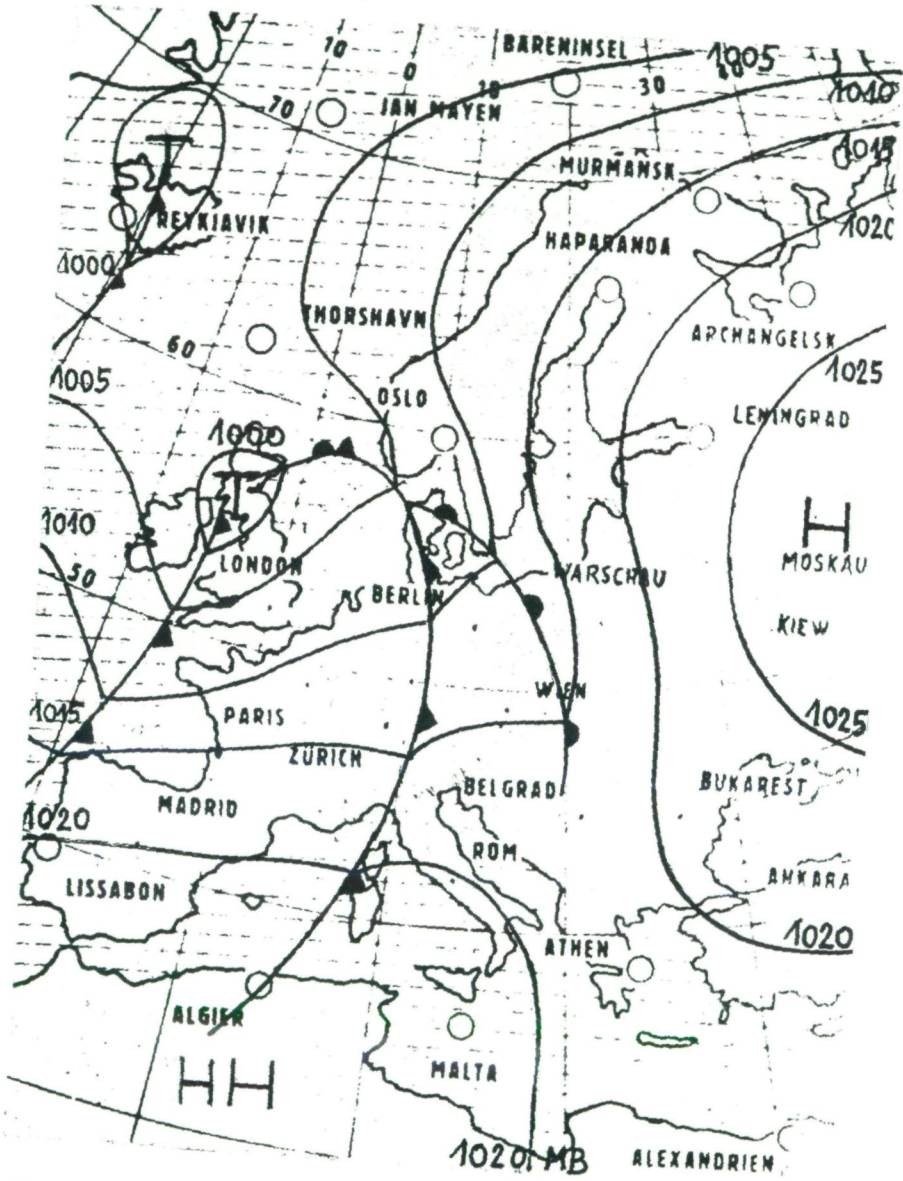 10
0
BÄRENINSEL
1005
10
30
40
1010
70
JAN MAYEN
1015
T
MURMANSK
REYKJAVIK
1020
HAPARANDA
1000
THORSHAVN
ARCHANGELSK
60
1005
1025
OSLO
LENINGRAD
1000
T
H
1010
MOSKAU
LONDON
50
WARSCHAU
BERLIN
KIEW
WIEN
1015
PARIS
1025
ZÜRICH
BELGRAD
BUKAREST
MADRID
1020
ROM
ANKARA
LISSABON
1020
ATHEN
ALGIER
HH
MALTA
1020 MB
ALEXANDRIEN